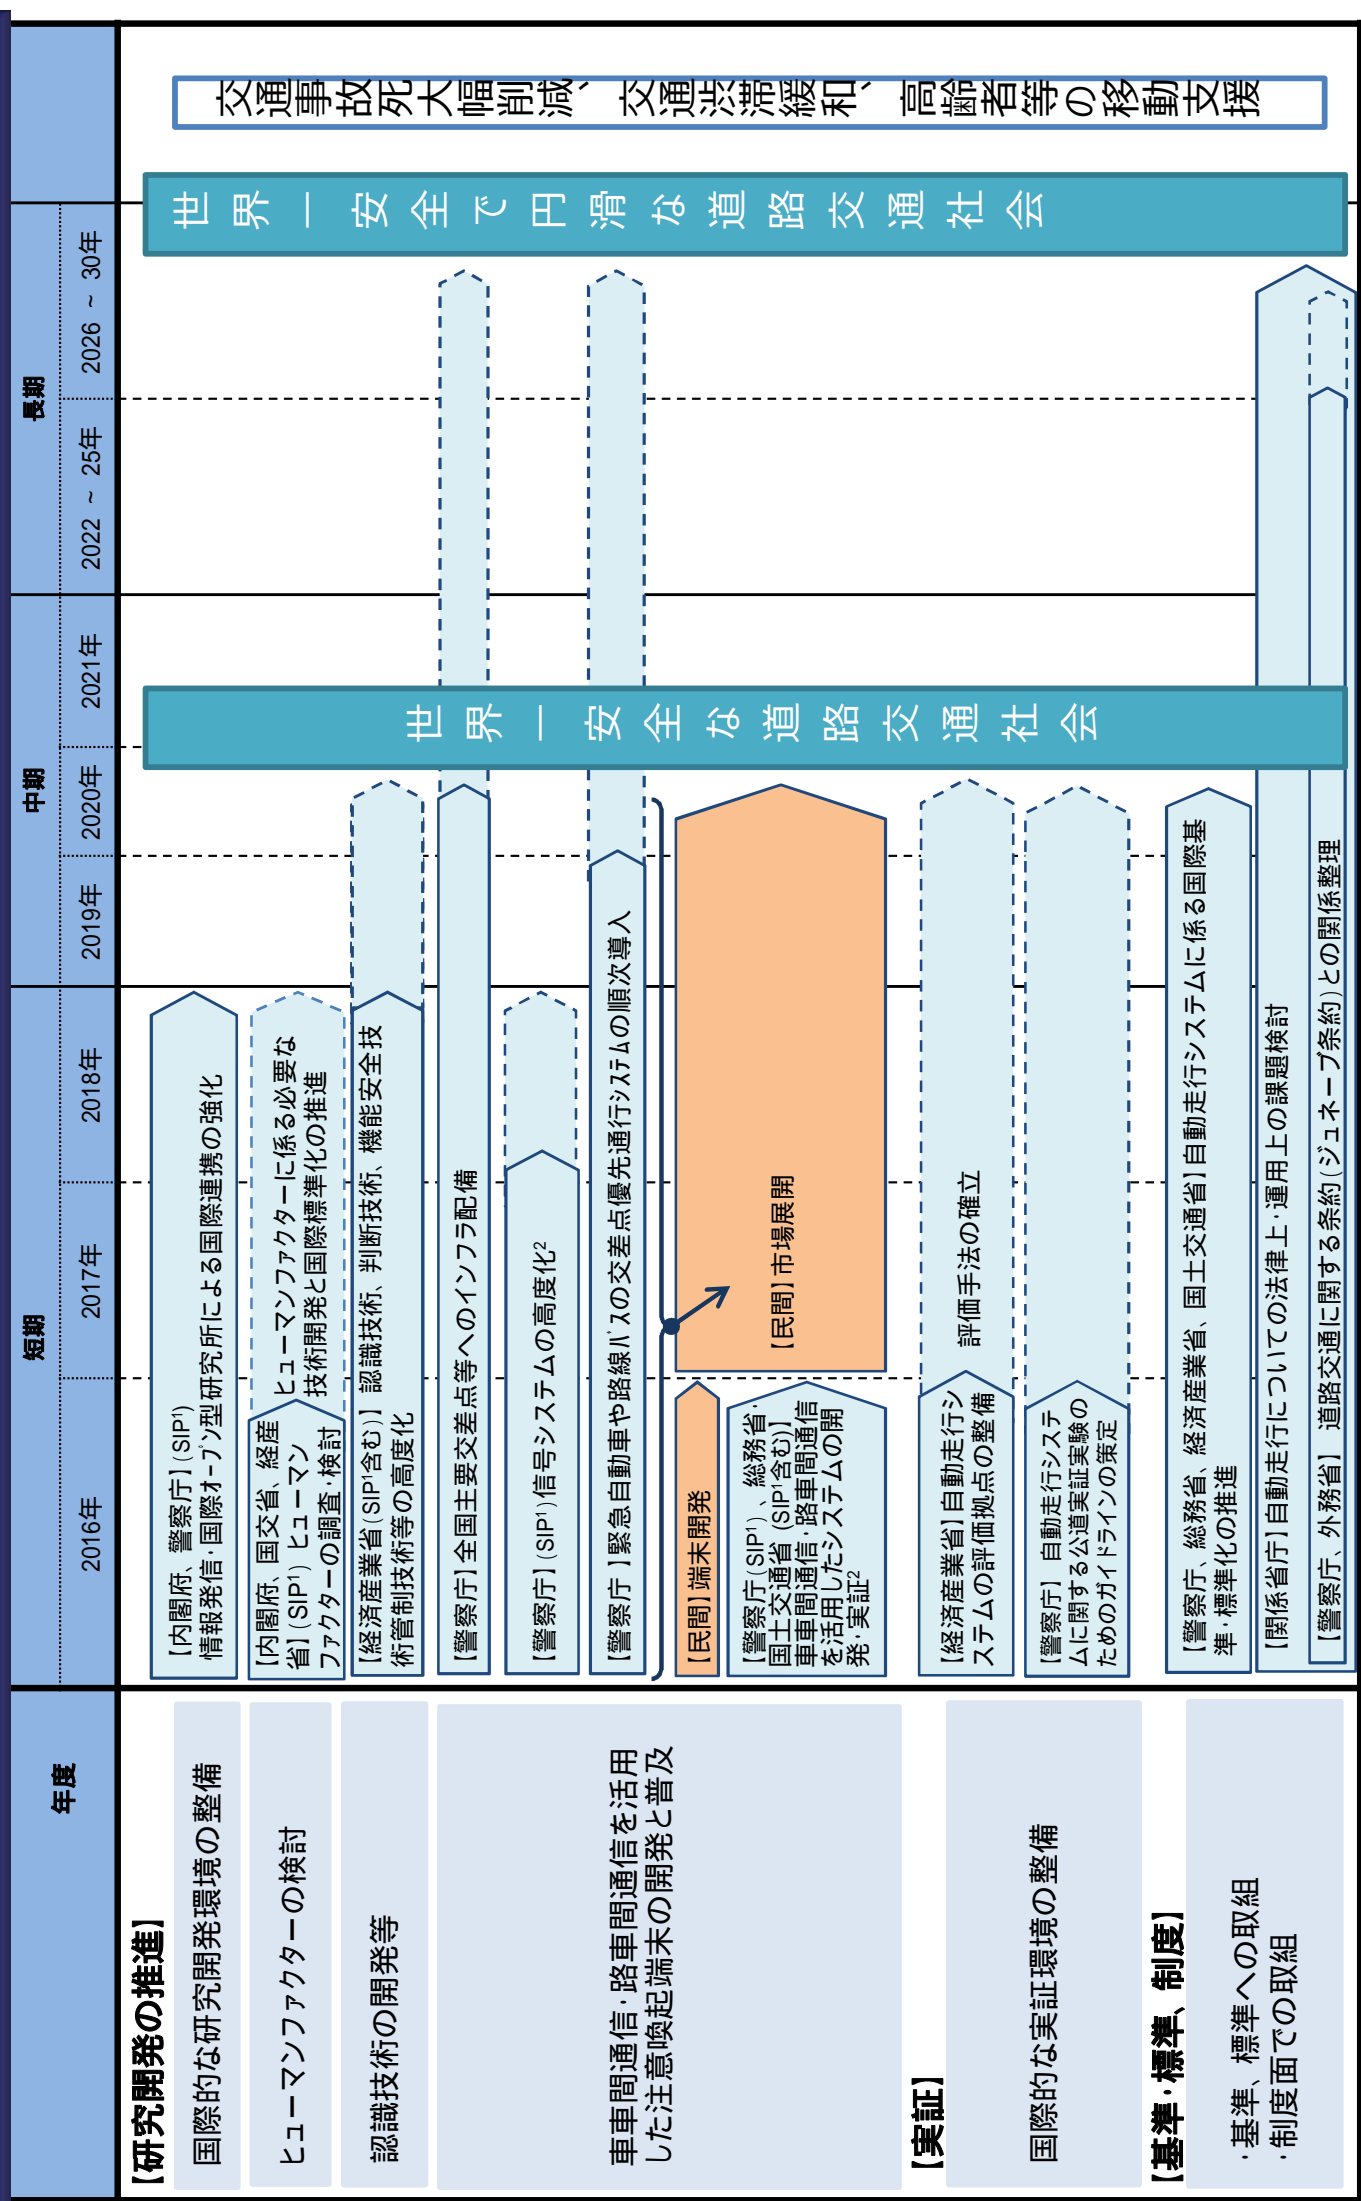 年度
短期
中期
長期
2016年
2017年
2018年
2019年
2020年
2021年
2022 ~ 25年
2026 ~ 30年
【研究開発の推進】
国際的な研究開発環境の整備
【内閣府、警察庁】(SIP¹)
情報発信・国際オープン型研究所による国際連携の強化
ヒューマンファクターの検討
【内閣府、国交省、経産
省】(SIP¹) ヒューマン
ファクターの調査・検討
ヒューマンファクターに係る必要な
技術開発と国際標準化の推進
認識技術の開発等
【経済産業省(SIP¹含む)】 認識技術、判断技術、機能安全技
術管制技術等の高度化
車車間通信・路車間通信を活用
した注意喚起端末の開発と普及
【警察庁】全国主要交差点等へのインフラ配備
【警察庁】(SIP¹)信号システムの高度化²
【警察庁 】緊急自動車や路線バスの交差点優先通行システムの順次導入
【民間】端末開発
【警察庁(SIP¹)、総務省・
国土交通省 (SIP¹含む)】
車車間通信・路車間通信
を活用したシステムの開
発・実証²
【民間】市場展開
【実証】
国際的な実証環境の整備
【経済産業省】自動走行シ
ステムの評価拠点の整備
評価手法の確立
【警察庁】 自動走行システ
ムに関する公道実証実験の
ためのガイドラインの策定
【基準・標準、制度】
・基準、標準への取組
・制度面での取組
【警察庁、総務省、経済産業省、国土交通省】自動走行システムに係る国際基
準・標準化の推進
【関係省庁】自動走行についての法律上・運用上の課題検討
【警察庁、外務省】 道路交通に関する条約(ジュネーブ条約)との関係整理
世界一安全な道路交通社会
世界一安全で円滑な道路交通社会
交通事故死大幅削減、交通渋滞緩和、高齢者等の移動支援